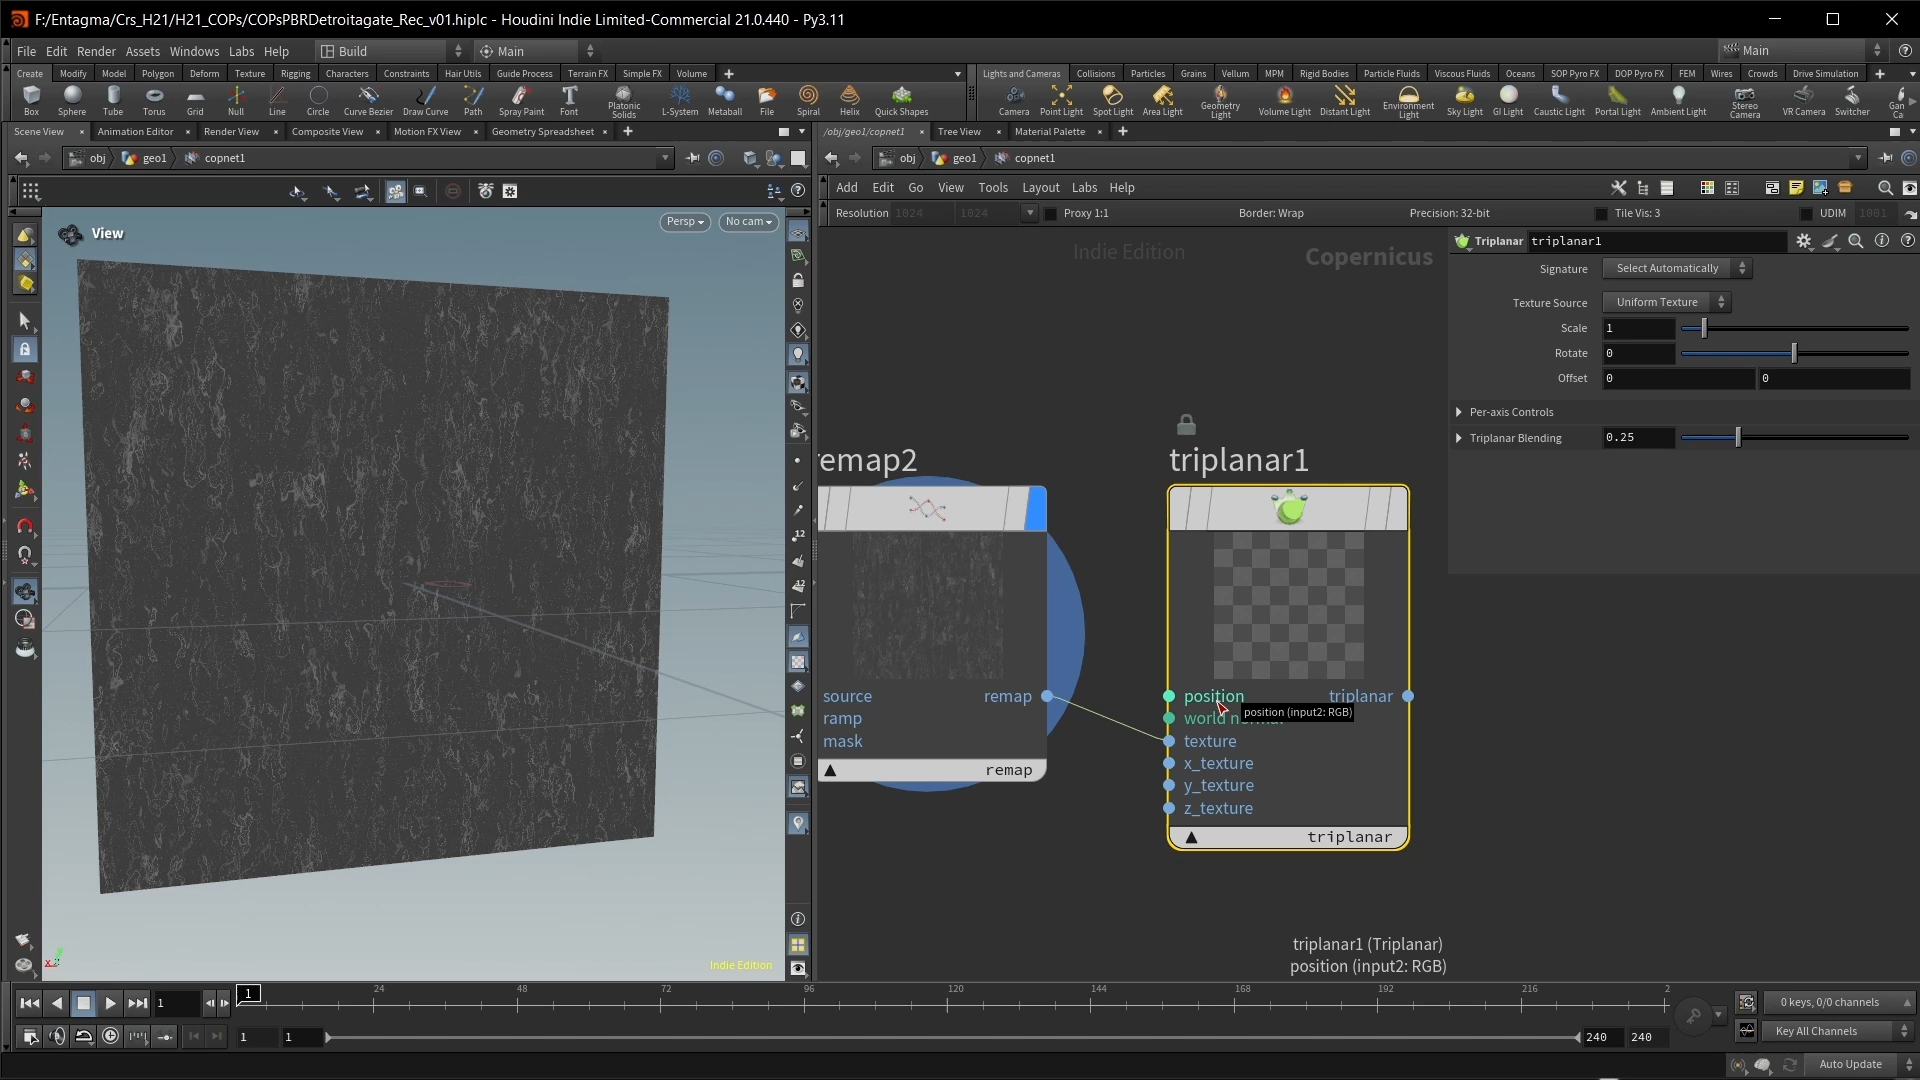 F:/Entagma/Crs_H21/H21_COPs/COPsPBRDetroitagate_Rec_v01.hiplc - Houdini Indie Limited-Commercial 21.0.440 - Py3.11
File Edit Render Assets Windows Labs Help Build Main Main
Create Modify Model Polygon Deform Texture Rigging Characters Constraints Hair Utils Guide Process Terrain FX Simple FX Volume
Lights and Cameras Collisions Particles Grains Vellum MPM Rigid Bodies Particle Fluids Viscous Fluids Oceans SOP Pyro FX DOP Pyro FX FEM Wires Crowds Drive Simulation
Box Sphere Tube Torus Grid Null Line Circle Curve Bezier Draw Curve Path Spray Paint Font Platonic Solids L-System Metaball File Spiral Helix Quick Shapes
Camera Point Light Spot Light Area Light Geometry Light Volume Light Distant Light Environment Light Sky Light GI Light Caustic Light Portal Light Ambient Light Stereo Camera VR Camera Switcher
Scene View Animation Editor Render View Composite View Motion FX View Geometry Spreadsheet
/obj/geo1/copnet1 Tree View Material Palette
obj geo1 copnet1
obj geo1 copnet1
Add Edit Go View Tools Layout Labs Help
Resolution 1024 1024 Proxy 1:1 Border: Wrap Precision: 32-bit Tile Vis: 3 UDIM 1001
View
Persp No cam
Indie Edition
Copernicus
Triplanar triplanar1
Signature Select Automatically
Texture Source Uniform Texture
Scale 1
Rotate 0
Offset 0 0
Per-axis Controls
Triplanar Blending 0.25
remap2
source remap
ramp
mask
remap
triplanar1
position triplanar
position (input2: RGB)
texture
x_texture
y_texture
z_texture
triplanar
triplanar1 (Triplanar)
position (input2: RGB)
Indie Edition
1 1 24 48 72 96 120 144 168 192 216 2
0 keys, 0/0 channels
1 1 240 240
Key All Channels
Auto Update